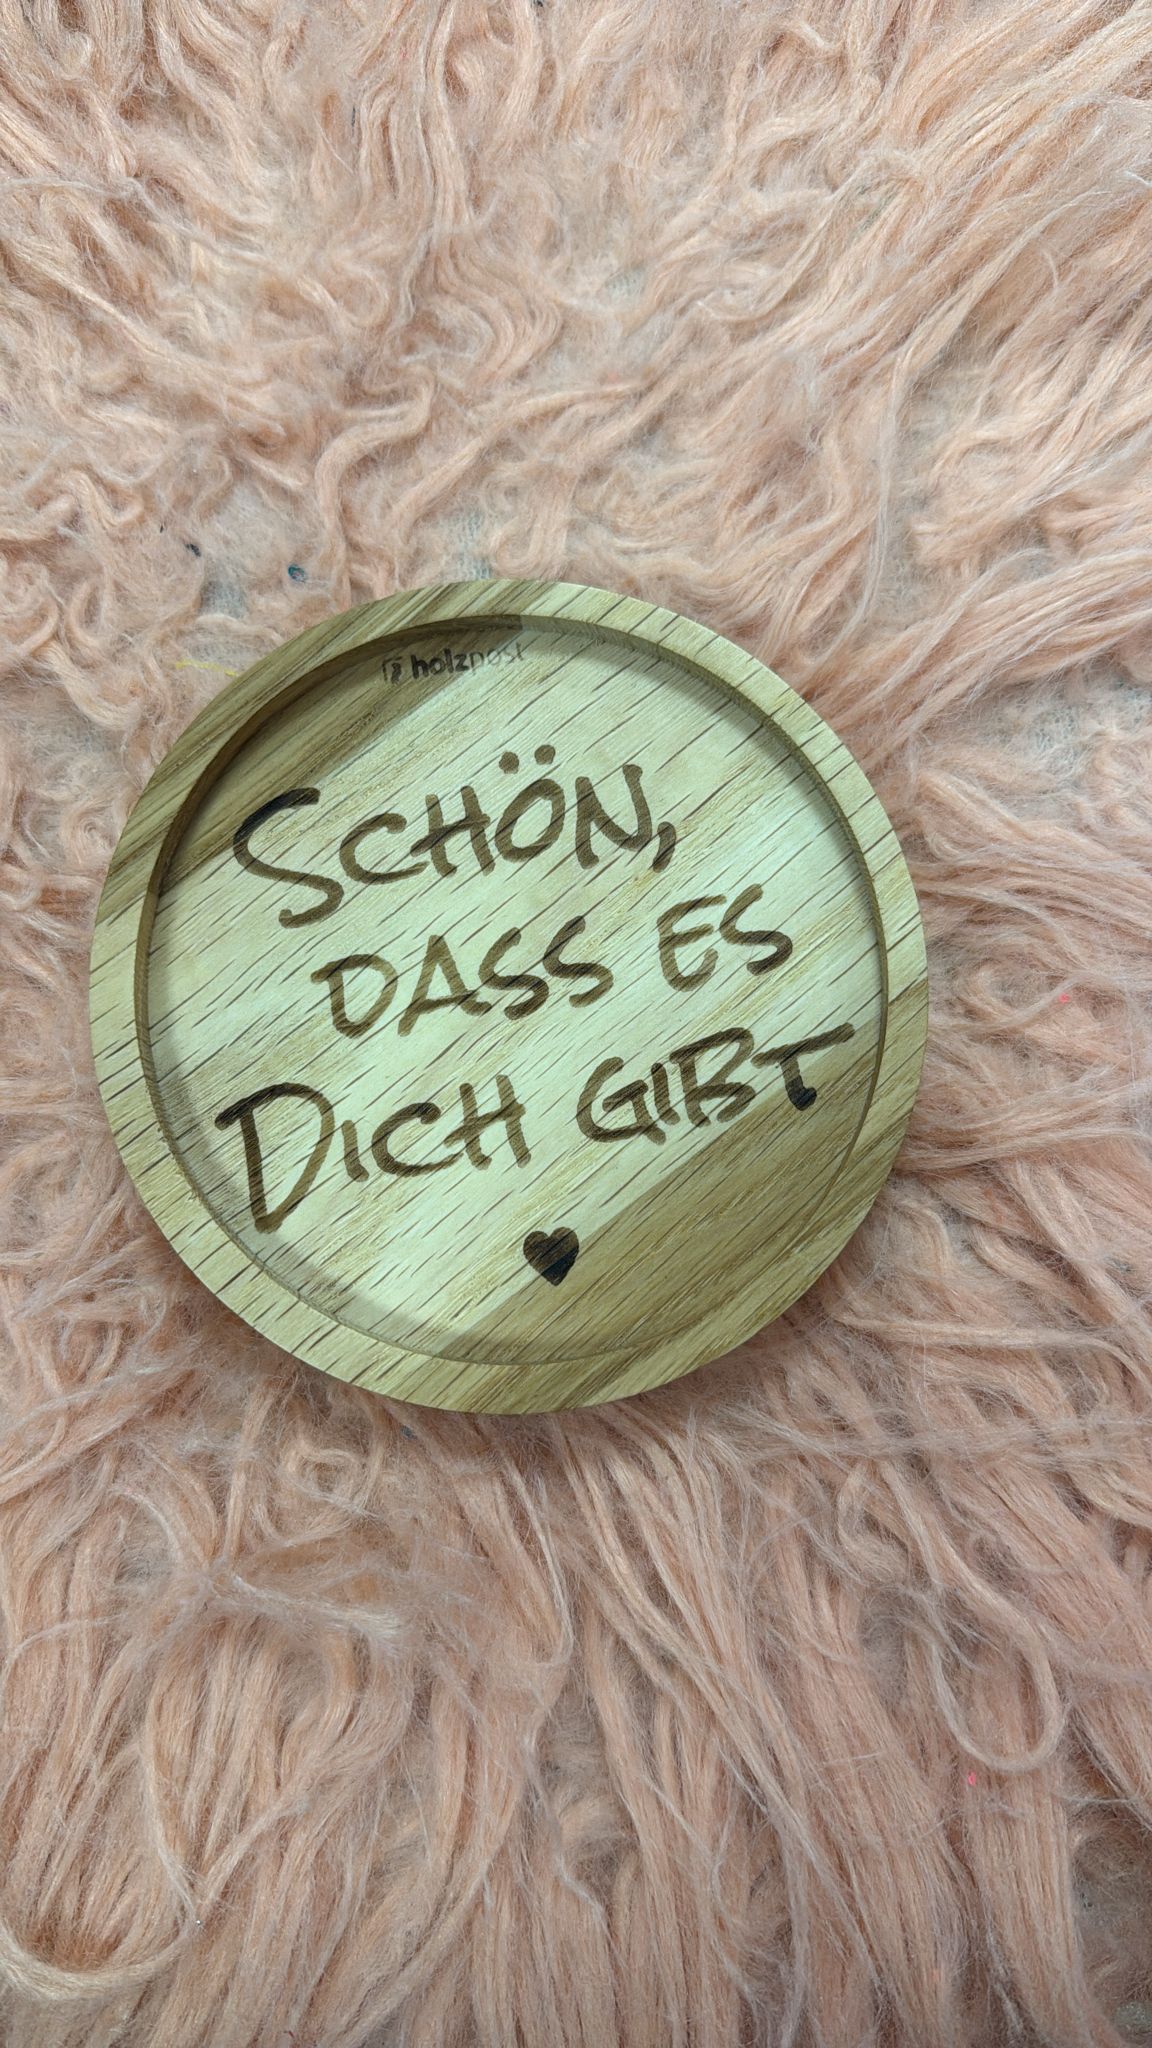 holzpost
SCHÖN,
DASS ES
DICH GIBT